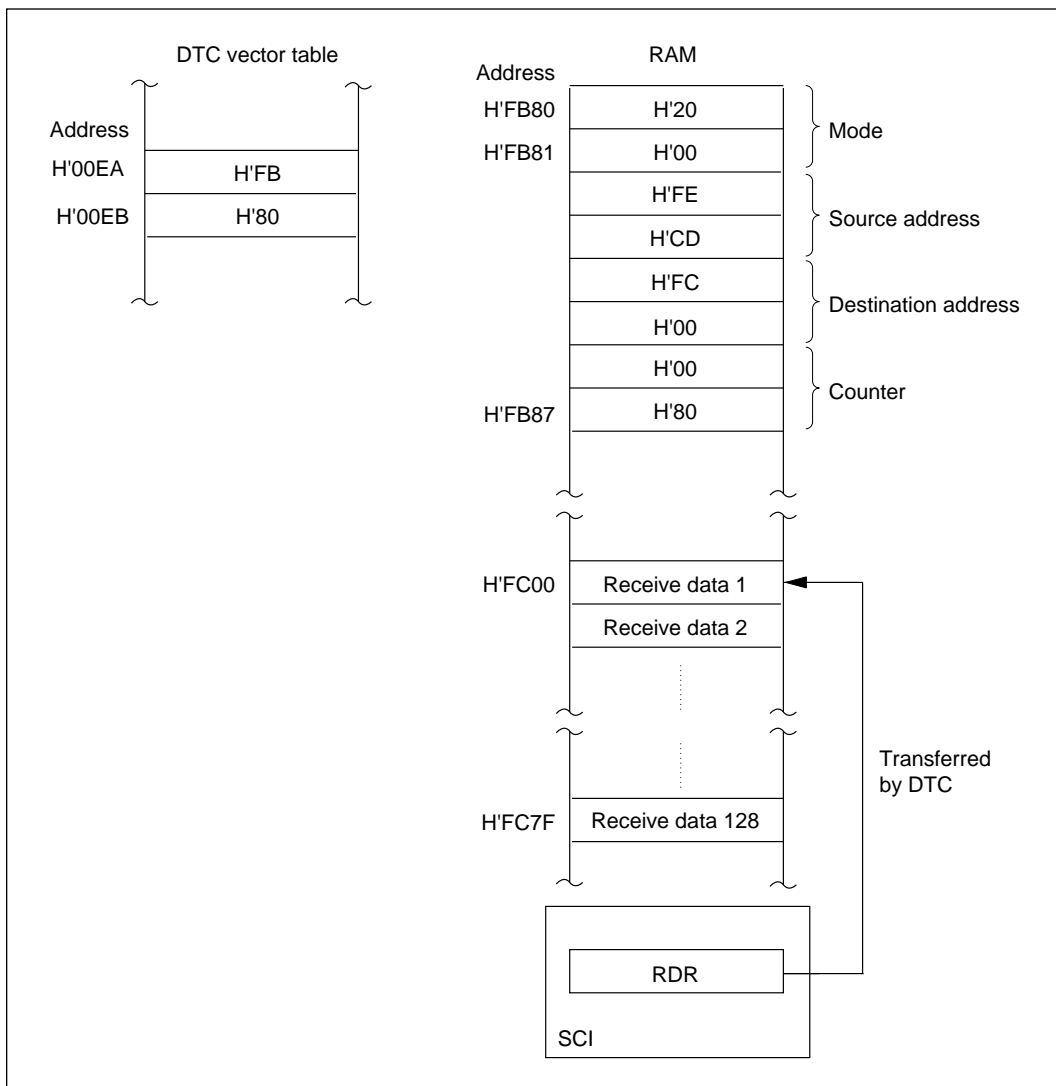 DTC vector table
Address
H'00EA
H'FB
H'00EB
H'80
RAM
Address
H'FB80
H'20
Mode
H'FB81
H'00
H'FE
Source address
H'CD
H'FC
Destination address
H'00
H'00
Counter
H'FB87
H'80
H'FC00
Receive data 1
Receive data 2
H'FC7F
Receive data 128
Transferred
by DTC
RDR
SCI